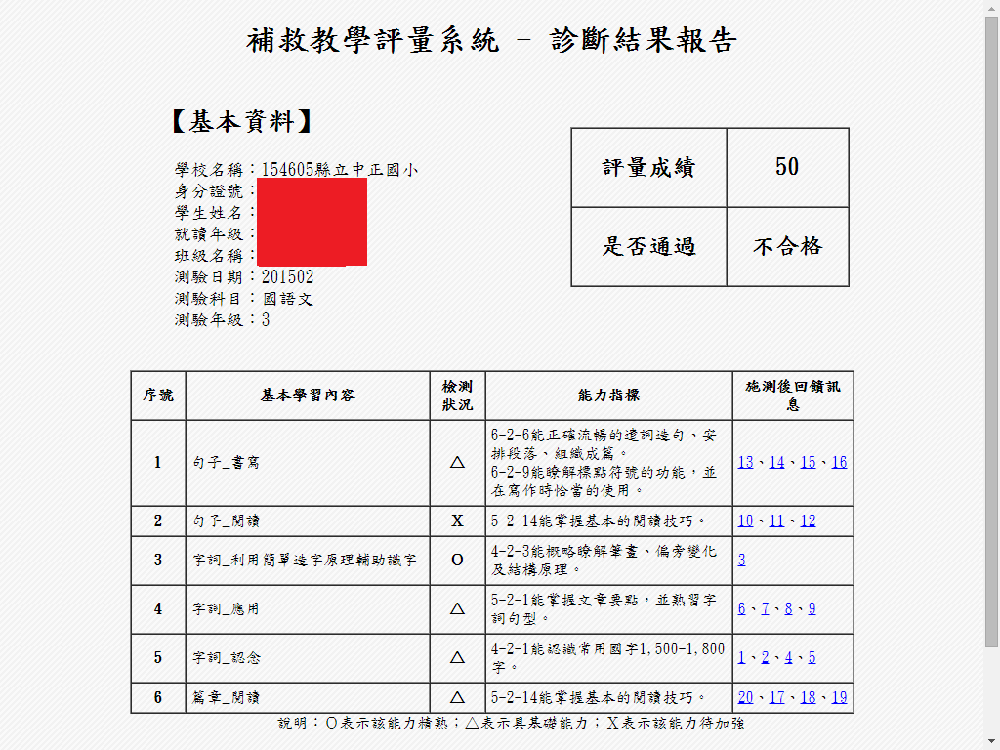 補救教學評量系統 - 診斷結果報告
【基本資料】
學校名稱：154605縣立中正國小
身分證號：
學生姓名：
就讀年級：
班級名稱：
測驗日期：201502
測驗科目：國語文
測驗年級：3
評量成績 50
是否通過 不合格
序號 基本學習內容 檢測狀況 能力指標 施測後回饋訊息
1 句子_書寫 △ 6-2-6能正確流暢的遣詞造句、安
排段落、組織成篇。
6-2-9能瞭解標點符號的功能，並
在寫作時恰當的使用。
13、14、15、16
2 句子_閱讀 X 5-2-14能掌握基本的閱讀技巧。 10、11、12
3 字詞_利用簡單造字原理輔助識字 O 4-2-3能概略瞭解筆畫、偏旁變化
及結構原理。
3
4 字詞_應用 △ 5-2-1能掌握文章要點，並熟習字
詞句型。
6、7、8、9
5 字詞_認念 △ 4-2-1能認識常用國字1,500-1,800
字。
1、2、4、5
6 篇章_閱讀 △ 5-2-14能掌握基本的閱讀技巧。 20、17、18、19
說明：O表示該能力精熟；△表示具基礎能力；X表示該能力待加強